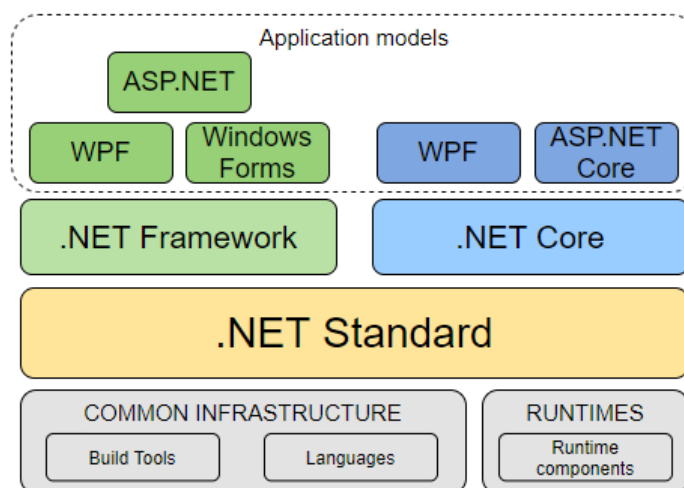 Application models
ASP.NET
WPF
Windows
Forms
WPF
ASP.NET
Core
.NET Framework
.NET Core
.NET Standard
COMMON INFRASTRUCTURE
Build Tools
Languages
RUNTIMES
Runtime
components